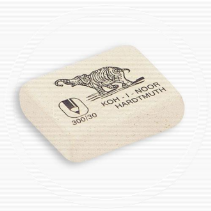 KOH - I - NOOR
HARDTMUTH
300/30